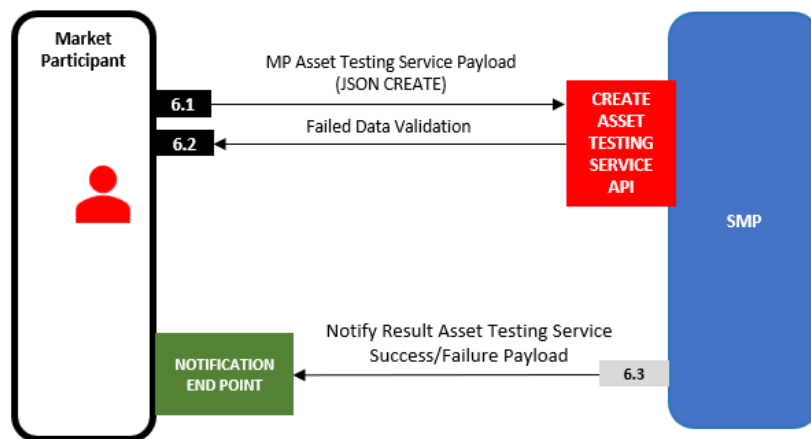 Market
Participant
MP Asset Testing Service Payload
(JSON CREATE)
6.1
Failed Data Validation
6.2
CREATE
ASSET
TESTING
SERVICE
API
SMP
Notify Result Asset Testing Service
Success/Failure Payload
NOTIFICATION
END POINT
6.3